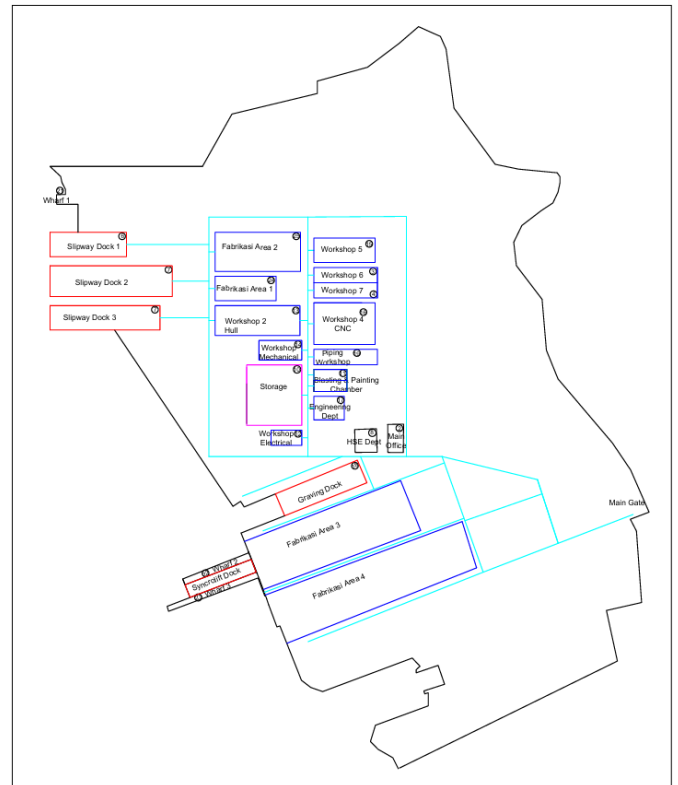 Wharf 1
Slipway Dock 1
Slipway Dock 2
Slipway Dock 3
Fabrikasi Area 2
Fabrikasi Area 1
Workshop 2
Hull
Workshop
Mechanical
Storage
Workshop
Electrical
Workshop 5
Workshop 6
Workshop 7
Workshop 4
CNC
Piping
Workshop
Blasting & Painting
Chamber
Engineering
Dept
HSE Dept
Main
Office
Graving Dock
Fabrikasi Area 3
Fabrikasi Area 4
Wharf 2
Syncrolift Dock
Wharf 3
Main Gate